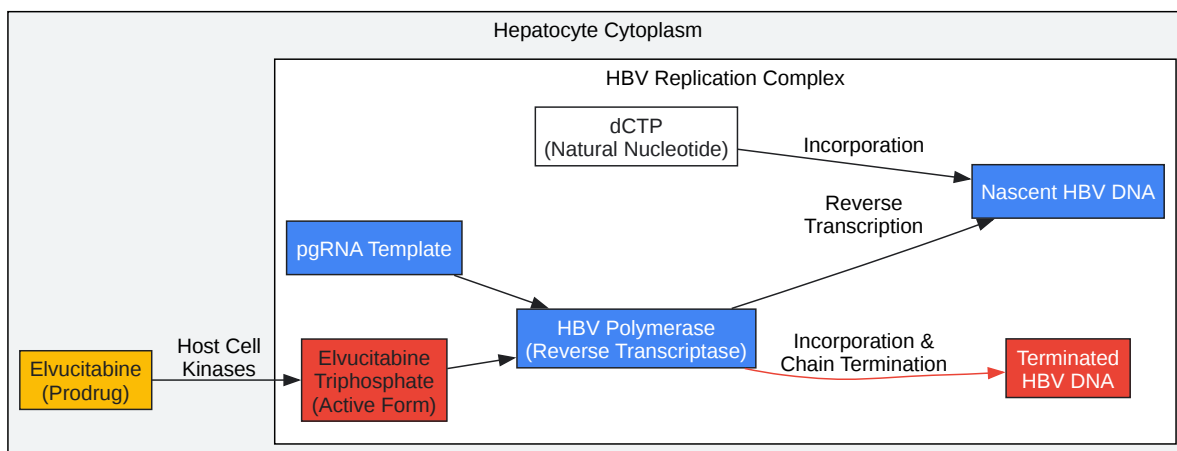 Hepatocyte Cytoplasm
HBV Replication Complex
dCTP
(Natural Nucleotide)
Incorporation
Nascent HBV DNA
Reverse
Transcription
pgRNA Template
HBV Polymerase
(Reverse Transcriptase)
Host Cell
Kinases
Elvucitabine
(Prodrug)
Elvucitabine
Triphosphate
(Active Form)
Incorporation &
Chain Termination
Terminated
HBV DNA